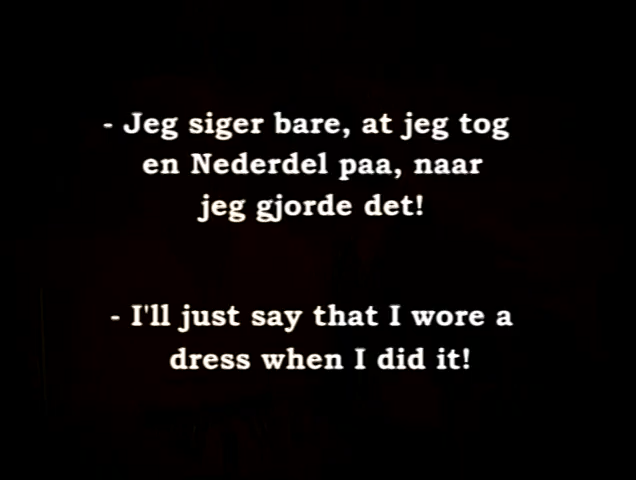 - Jeg siger bare, at jeg tog
en Nederdel paa, naar
jeg gjorde det!
- I'll just say that I wore a
dress when I did it!